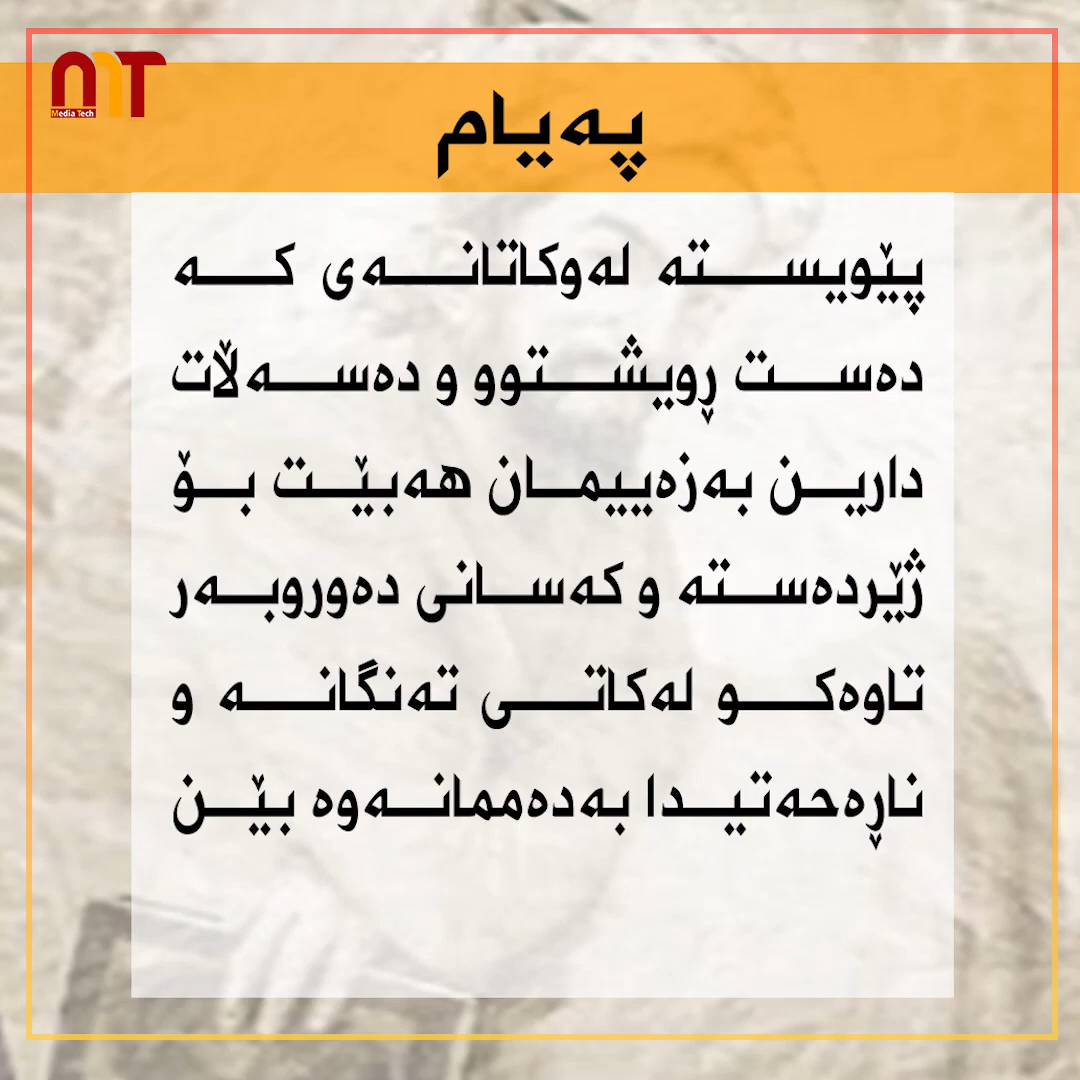 MT
Media Tech
پەیام
پێویستە لەوکاتانەی کە
دەست ڕویشتوو و دەسەڵات
دارین بەزەییمان هەبێت بۆ
ژێردەستە و کەسانی دەوروبەر
تاوەکو لەکاتی تەنگانە و
ناڕەحەتیدا بەدەممانەوە بێن